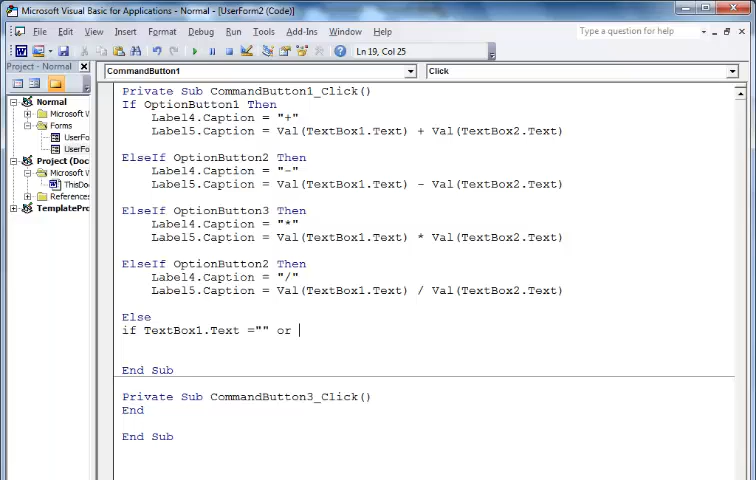 Microsoft Visual Basic for Applications - Normal - [UserForm2 (Code)]
File Edit View Insert Format Debug Run Tools Add-Ins Window Help
Type a question for help
Ln 19, Col 25
Project - Normal
CommandButton1
Click
Normal
Microsoft W
Forms
UserFo
UserFo
Project (Doc
Microsoft W
ThisDoc
References
TemplatePro
Private Sub CommandButton1_Click()
If OptionButton1 Then
Label4.Caption = "+"
Label5.Caption = Val(TextBox1.Text) + Val(TextBox2.Text)
ElseIf OptionButton2 Then
Label4.Caption = "-"
Label5.Caption = Val(TextBox1.Text) - Val(TextBox2.Text)
ElseIf OptionButton3 Then
Label4.Caption = "*"
Label5.Caption = Val(TextBox1.Text) * Val(TextBox2.Text)
ElseIf OptionButton2 Then
Label4.Caption = "/"
Label5.Caption = Val(TextBox1.Text) / Val(TextBox2.Text)
Else
if TextBox1.Text ="" or
End Sub
Private Sub CommandButton3_Click()
End
End Sub